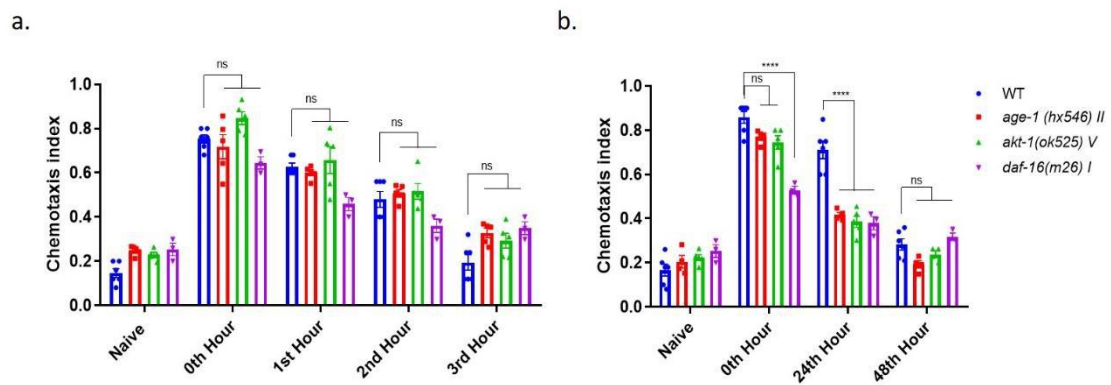 a.
Chemotaxis index
1.0
0.8
0.6
0.4
0.2
0.0
ns
ns
ns
ns
Naive
0th Hour
1st Hour
2nd Hour
3rd Hour
b.
Chemotaxis index
1.0
0.8
0.6
0.4
0.2
0.0
****
ns
****
ns
Naive
0th Hour
24th Hour
48th Hour
WT
age-1 (hx546) II
akt-1(ok525) V
daf-16(m26) I